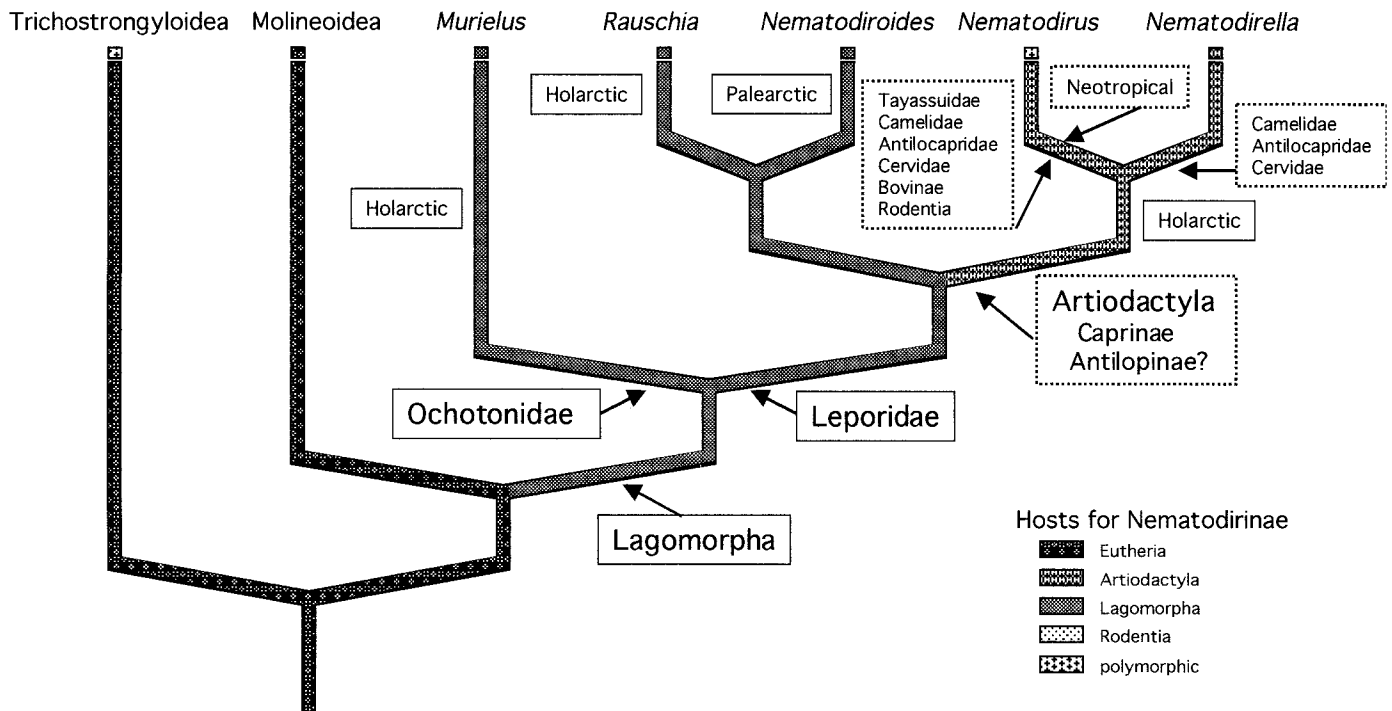 Trichostrongyloidea Molineoidea Murielus Rauschia Nematodiroides Nematodirus Nematodirella
Holarctic
Palearctic
Tayassuidae
Camelidae
Antilocapridae
Cervidae
Bovinae
Rodentia
Neotropical
Camelidae
Antilocapridae
Cervidae
Holarctic
Holarctic
Artiodactyla
Caprinae
Antilopinae?
Ochotonidae
Leporidae
Lagomorpha
Hosts for Nematodirinae
Eutheria
Artiodactyla
Lagomorpha
Rodentia
polymorphic